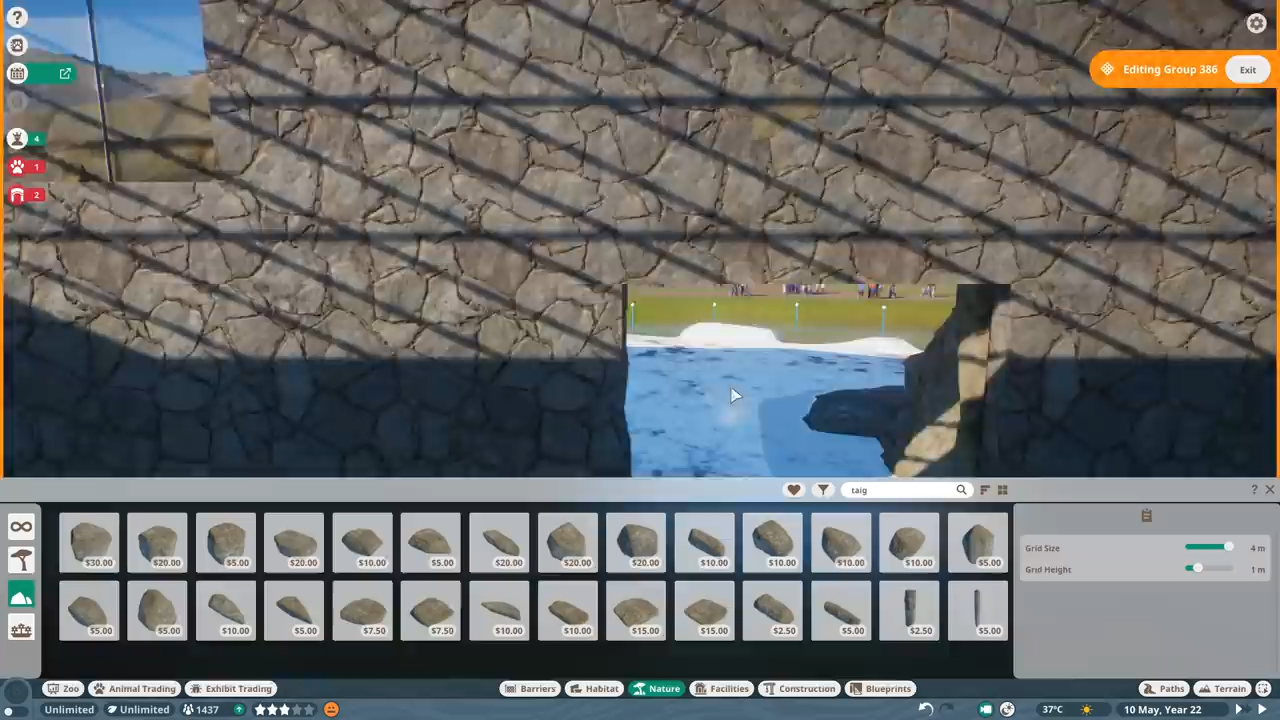 ?
Editing Group 386 Exit
4
1
2
taig
? ×
$30.00 $20.00 $5.00 $20.00 $10.00 $5.00 $20.00 $20.00 $20.00 $10.00 $10.00 $10.00 $10.00 $5.00
$5.00 $5.00 $10.00 $5.00 $7.50 $7.50 $10.00 $10.00 $15.00 $15.00 $2.50 $5.00 $2.50 $5.00
Grid Size 4 m
Grid Height 1 m
Zoo Animal Trading Exhibit Trading Barriers Habitat Nature Facilities Construction Blueprints Paths Terrain
Unlimited Unlimited 1437 37°C 10 May, Year 22